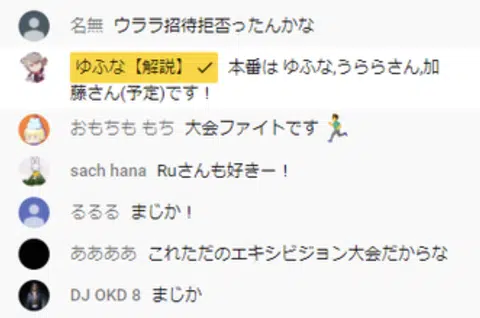 名無 ウララ招待拒否ったんかな
ゆふな【解説】 ✓ 本番は ゆふな,うららさん,加
藤さん(予定)です！
おもちも もち 大会ファイトです 🏃‍♂️
sach hana Ruさんも好きー！
るるる まじか！
ああああ これただのエキシビジョン大会だからな
DJ OKD 8 まじか